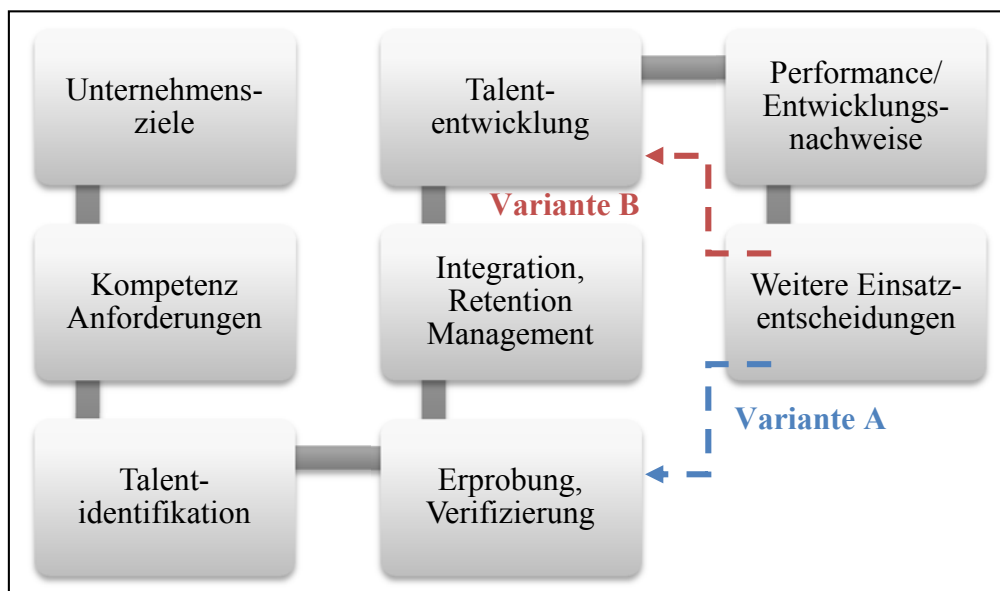 Unternehmens-
ziele
Kompetenz
Anforderungen
Talent-
identifikation
Erprobung,
Verifizierung
Integration,
Retention
Management
Talent-
entwicklung
Performance/
Entwicklungs-
nachweise
Weitere Einsatz-
entscheidungen
Variante B
Variante A